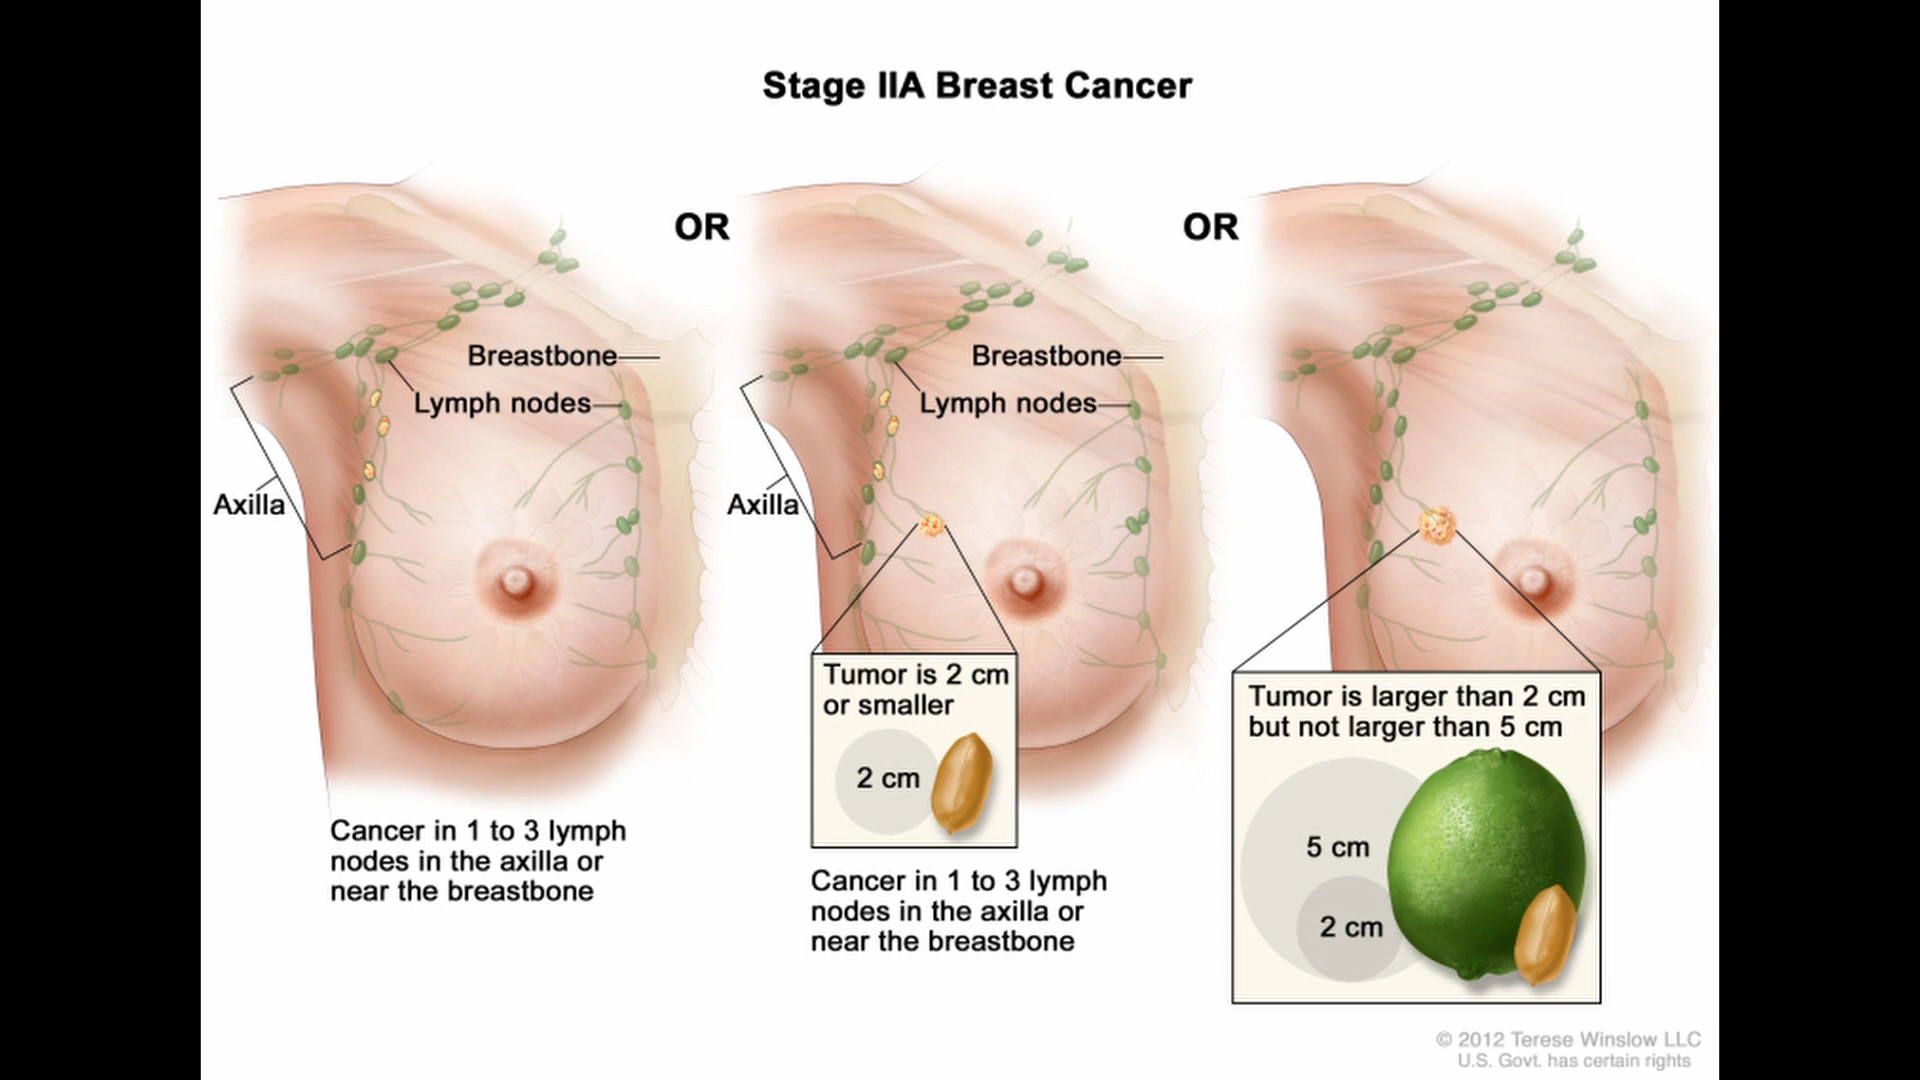 Stage IIA Breast Cancer
OR
OR
Breastbone
Lymph nodes
Axilla
Cancer in 1 to 3 lymph
nodes in the axilla or
near the breastbone
Breastbone
Lymph nodes
Axilla
Tumor is 2 cm
or smaller
2 cm
Cancer in 1 to 3 lymph
nodes in the axilla or
near the breastbone
Tumor is larger than 2 cm
but not larger than 5 cm
5 cm
2 cm
© 2012 Terese Winslow LLC
U.S. Govt. has certain rights